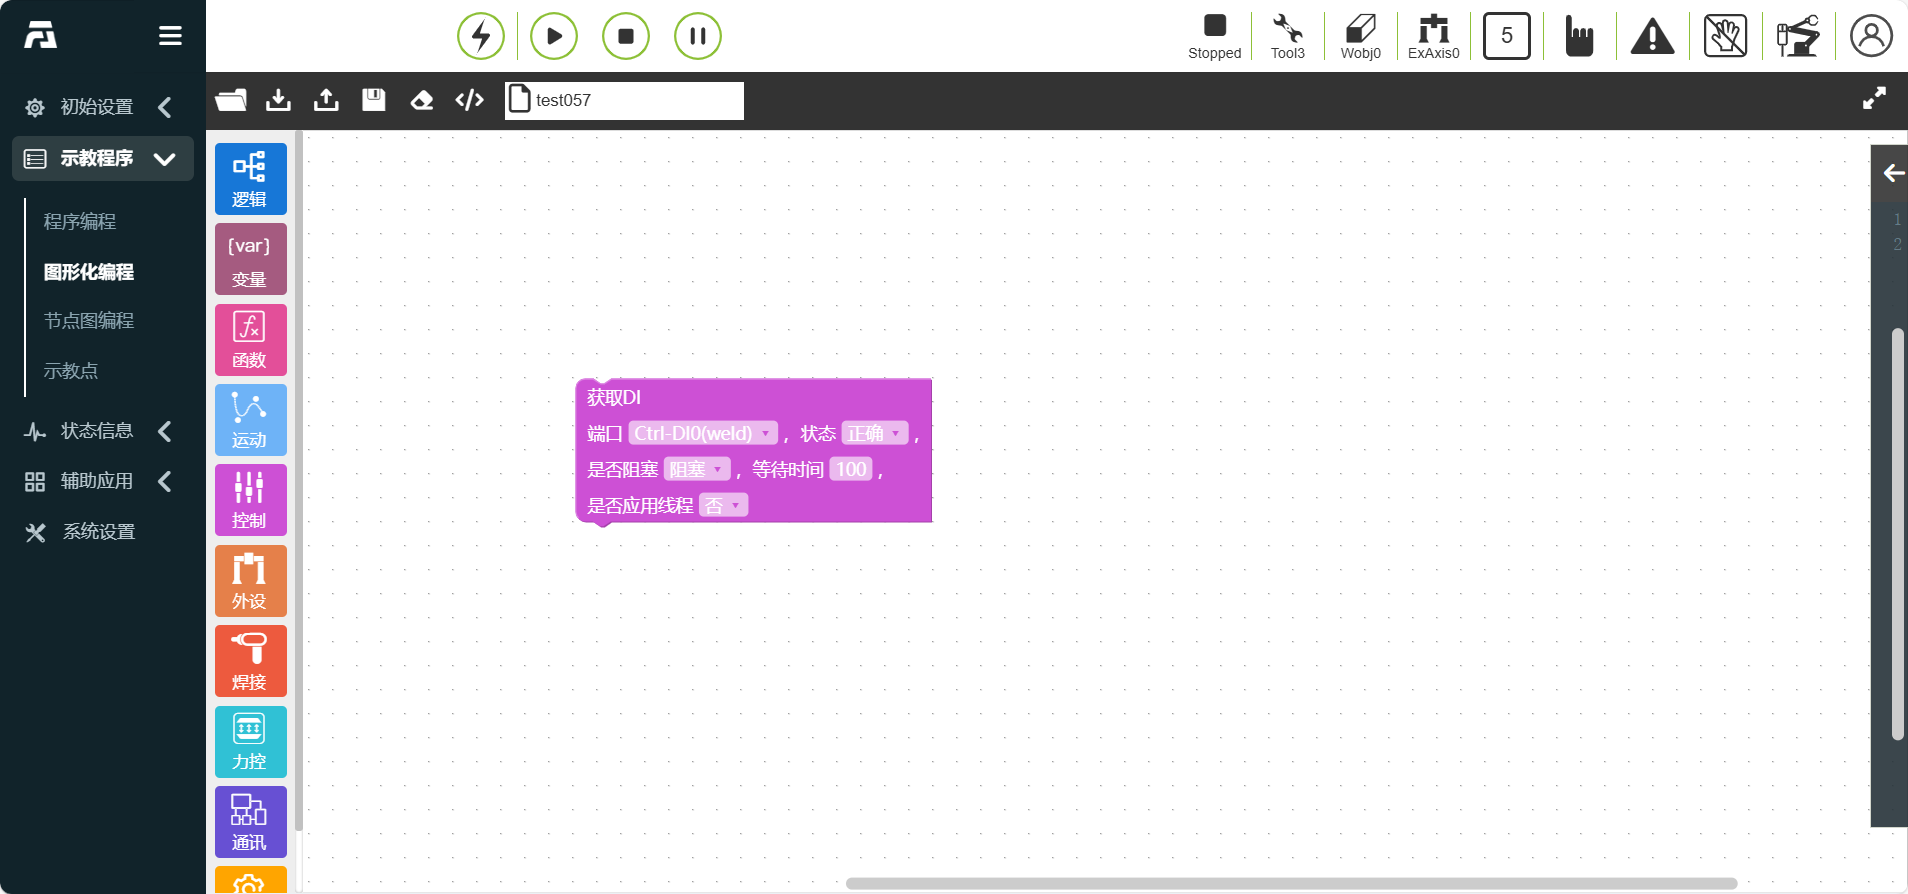 Stopped
Tool3
Wobj0
ExAxis0
5
test057
初始设置
示教程序
程序编程
图形化编程
节点图编程
示教点
状态信息
辅助应用
系统设置
逻辑
{var}
变量
fx
函数
运动
控制
外设
焊接
力控
通讯
获取DI
端口 Ctrl-DI0(weld) ，状态 正确 ，
是否阻塞 阻塞 ，等待时间 100 ，
是否应用线程 否
1
2